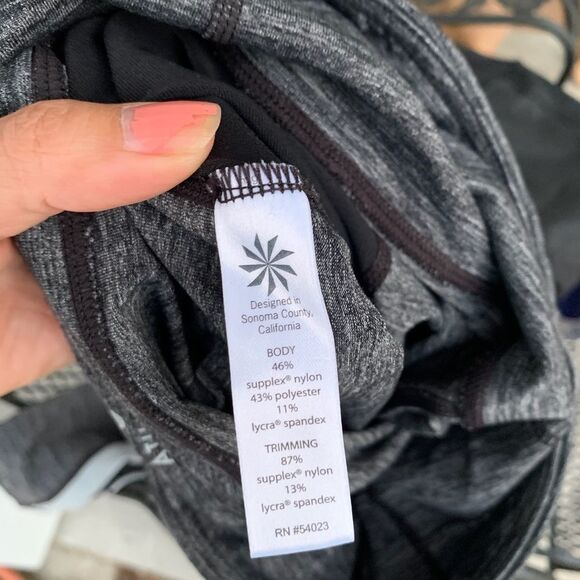 Designed in
Sonoma County,
California
BODY
46%
supplex® nylon
43% polyester
11%
lycra® spandex
TRIMMING
87%
supplex® nylon
13%
lycra® spandex
RN #54023